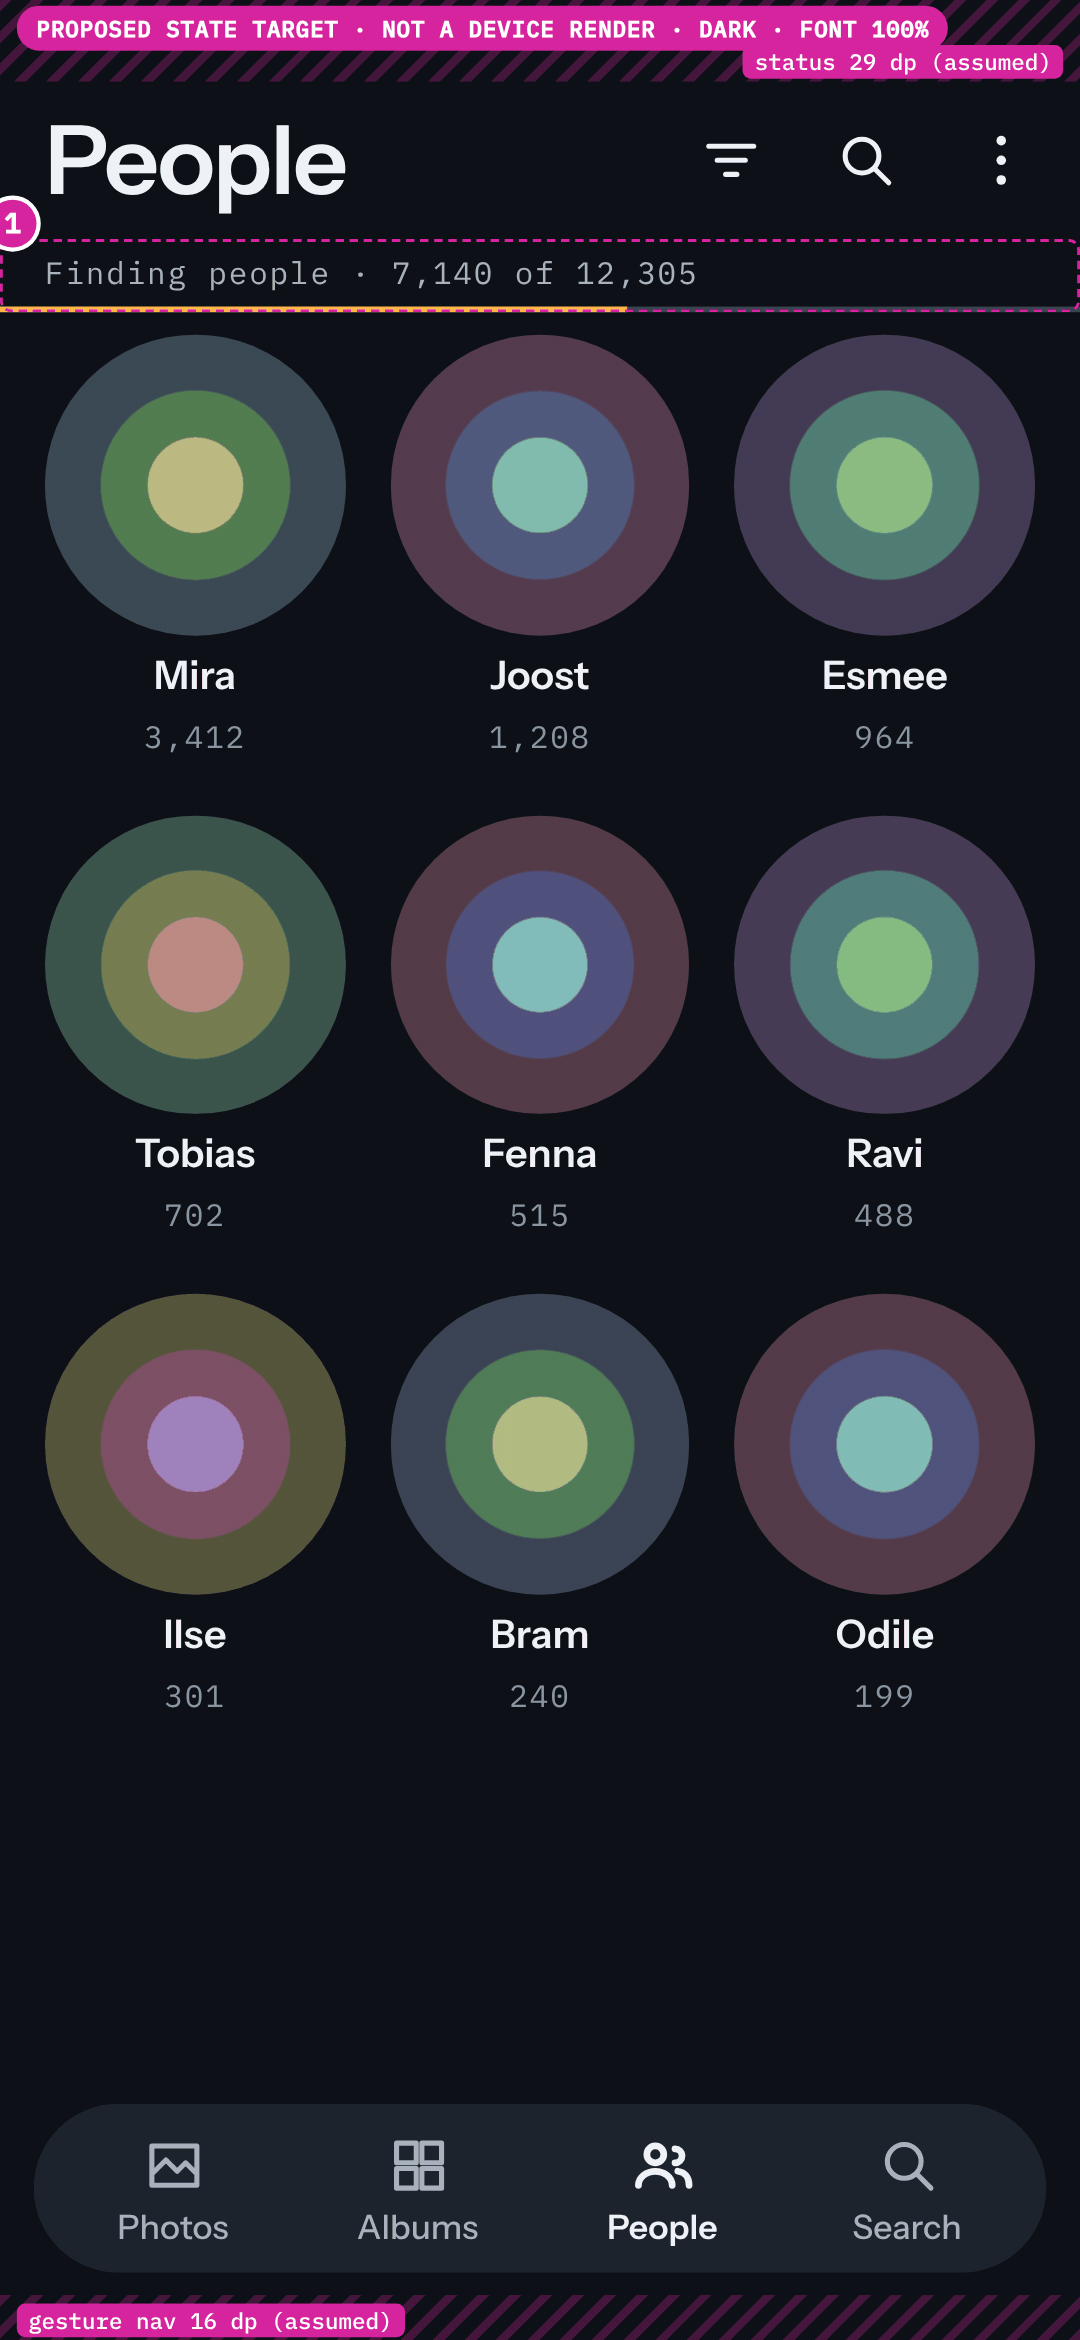 PROPOSED STATE TARGET · NOT A DEVICE RENDER · DARK · FONT 100%
status 29 dp (assumed)
People
1
Finding people · 7,140 of 12,305
Mira Joost Esmee
3,412 1,208 964
Tobias Fenna Ravi
702 515 488
Ilse Bram Odile
301 240 199
Photos Albums People Search
gesture nav 16 dp (assumed)